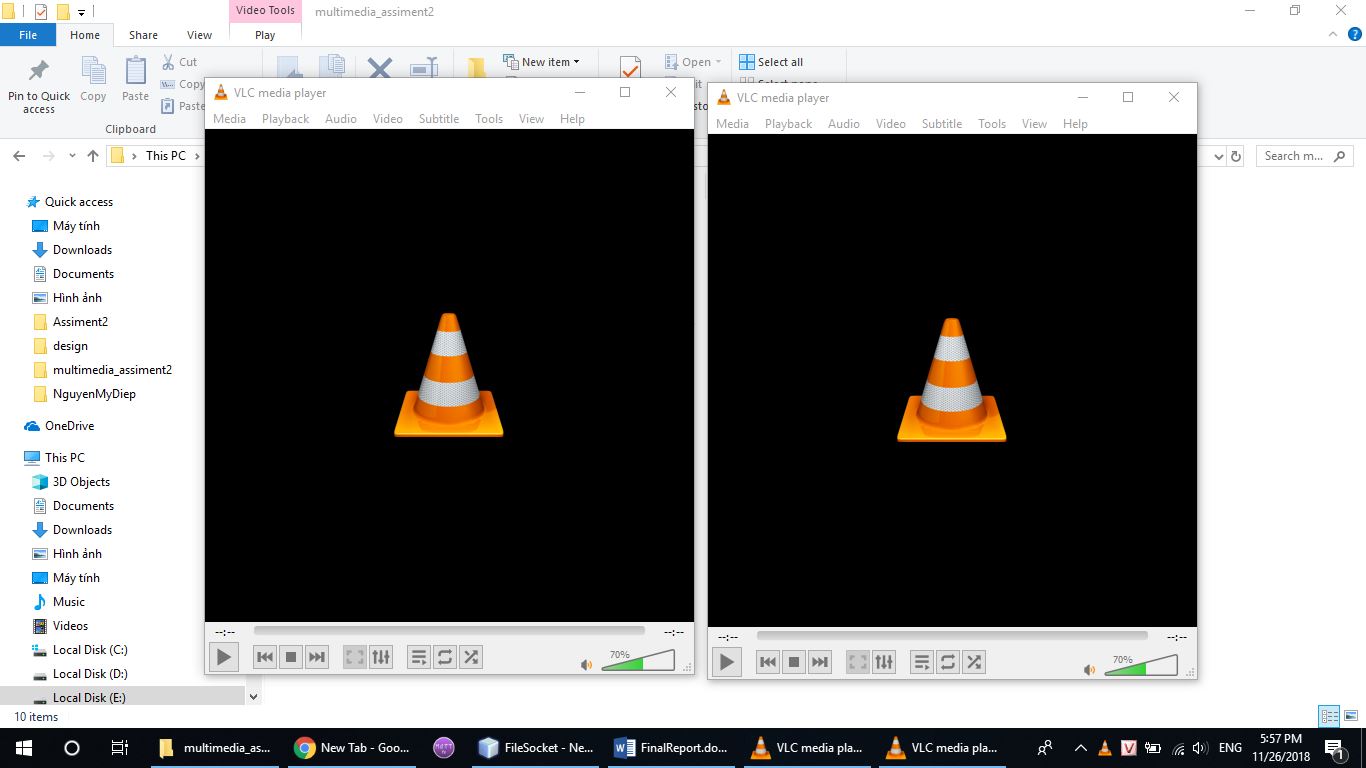 Video Tools
multimedia_assiment2
File
Home
Share
View
Play
Pin to Quick
access
Copy
Paste
Cut
Copy
Paste
Clipboard
New item
Open
Select all
This PC
Search m...
VLC media player
Media Playback Audio Video Subtitle Tools View Help
--:--
--:--
70%
VLC media player
Media Playback Audio Video Subtitle Tools View Help
--:--
--:--
70%
Quick access
Máy tính
Downloads
Documents
Hình ảnh
Assiment2
design
multimedia_assiment2
NguyenMyDiep
OneDrive
This PC
3D Objects
Documents
Downloads
Hình ảnh
Máy tính
Music
Videos
Local Disk (C:)
Local Disk (D:)
Local Disk (E:)
10 items
multimedia_as...
New Tab - Goo...
FileSocket - Ne...
FinalReport.do...
VLC media pla...
VLC media pla...
V
ENG
5:57 PM
11/26/2018
1